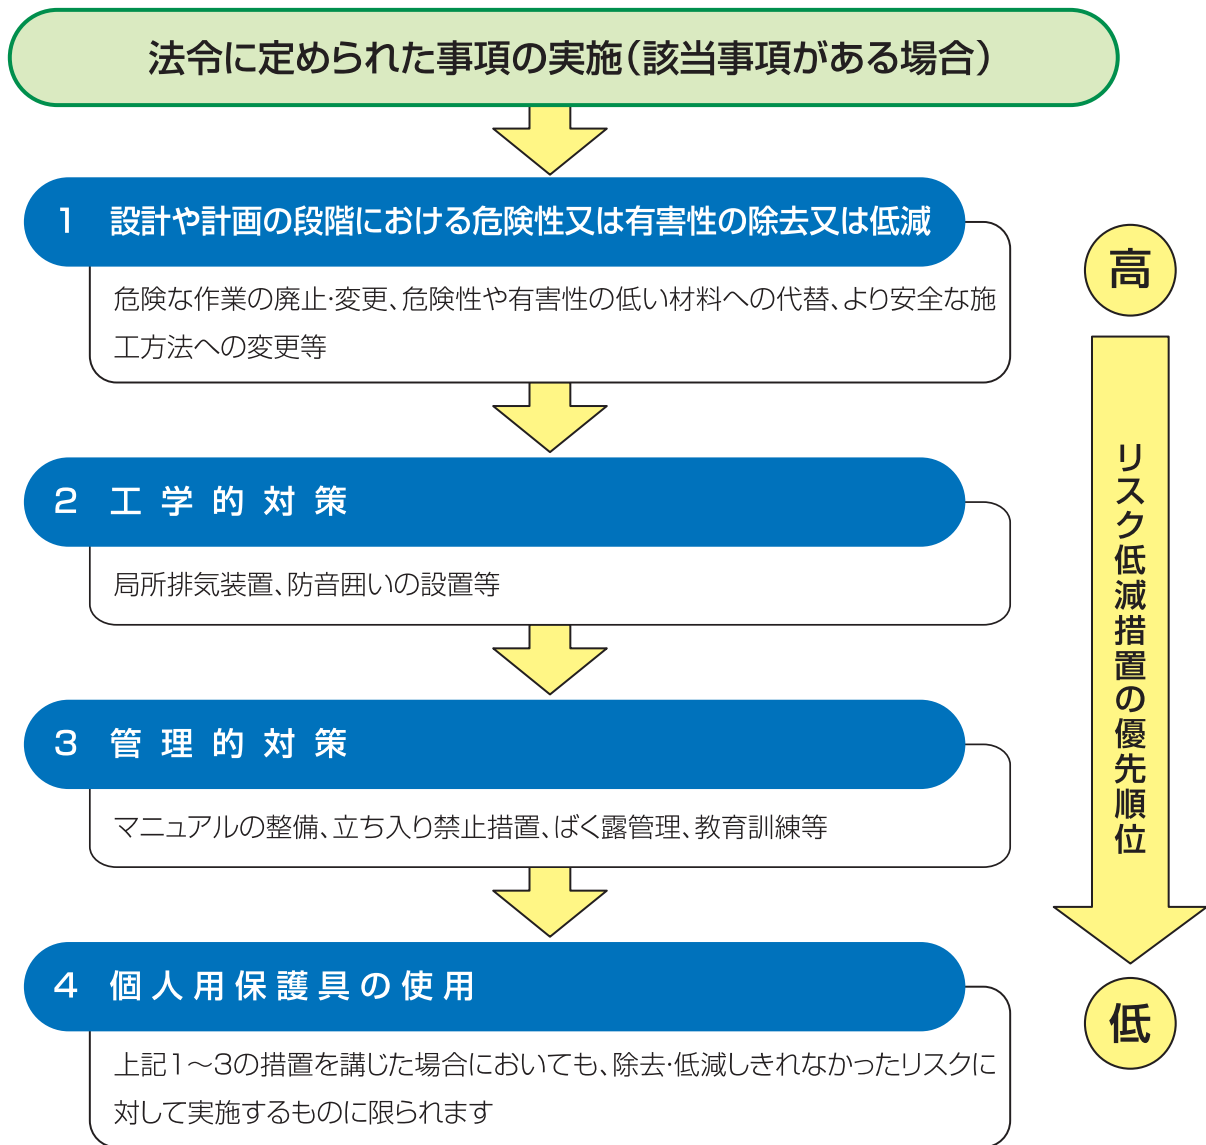 法令に定められた事項の実施(該当事項がある場合)
1 設計や計画の段階における危険性又は有害性の除去又は低減
危険な作業の廃止・変更、危険性や有害性の低い材料への代替、より安全な施
工方法への変更等
2 工学的対策
局所排気装置、防音囲いの設置等
3 管理的対策
マニュアルの整備、立ち入り禁止措置、ばく露管理、教育訓練等
4 個人用保護具の使用
上記1〜3の措置を講じた場合においても、除去・低減しきれなかったリスクに
対して実施するものに限られます
高
リスク低減措置の優先順位
低